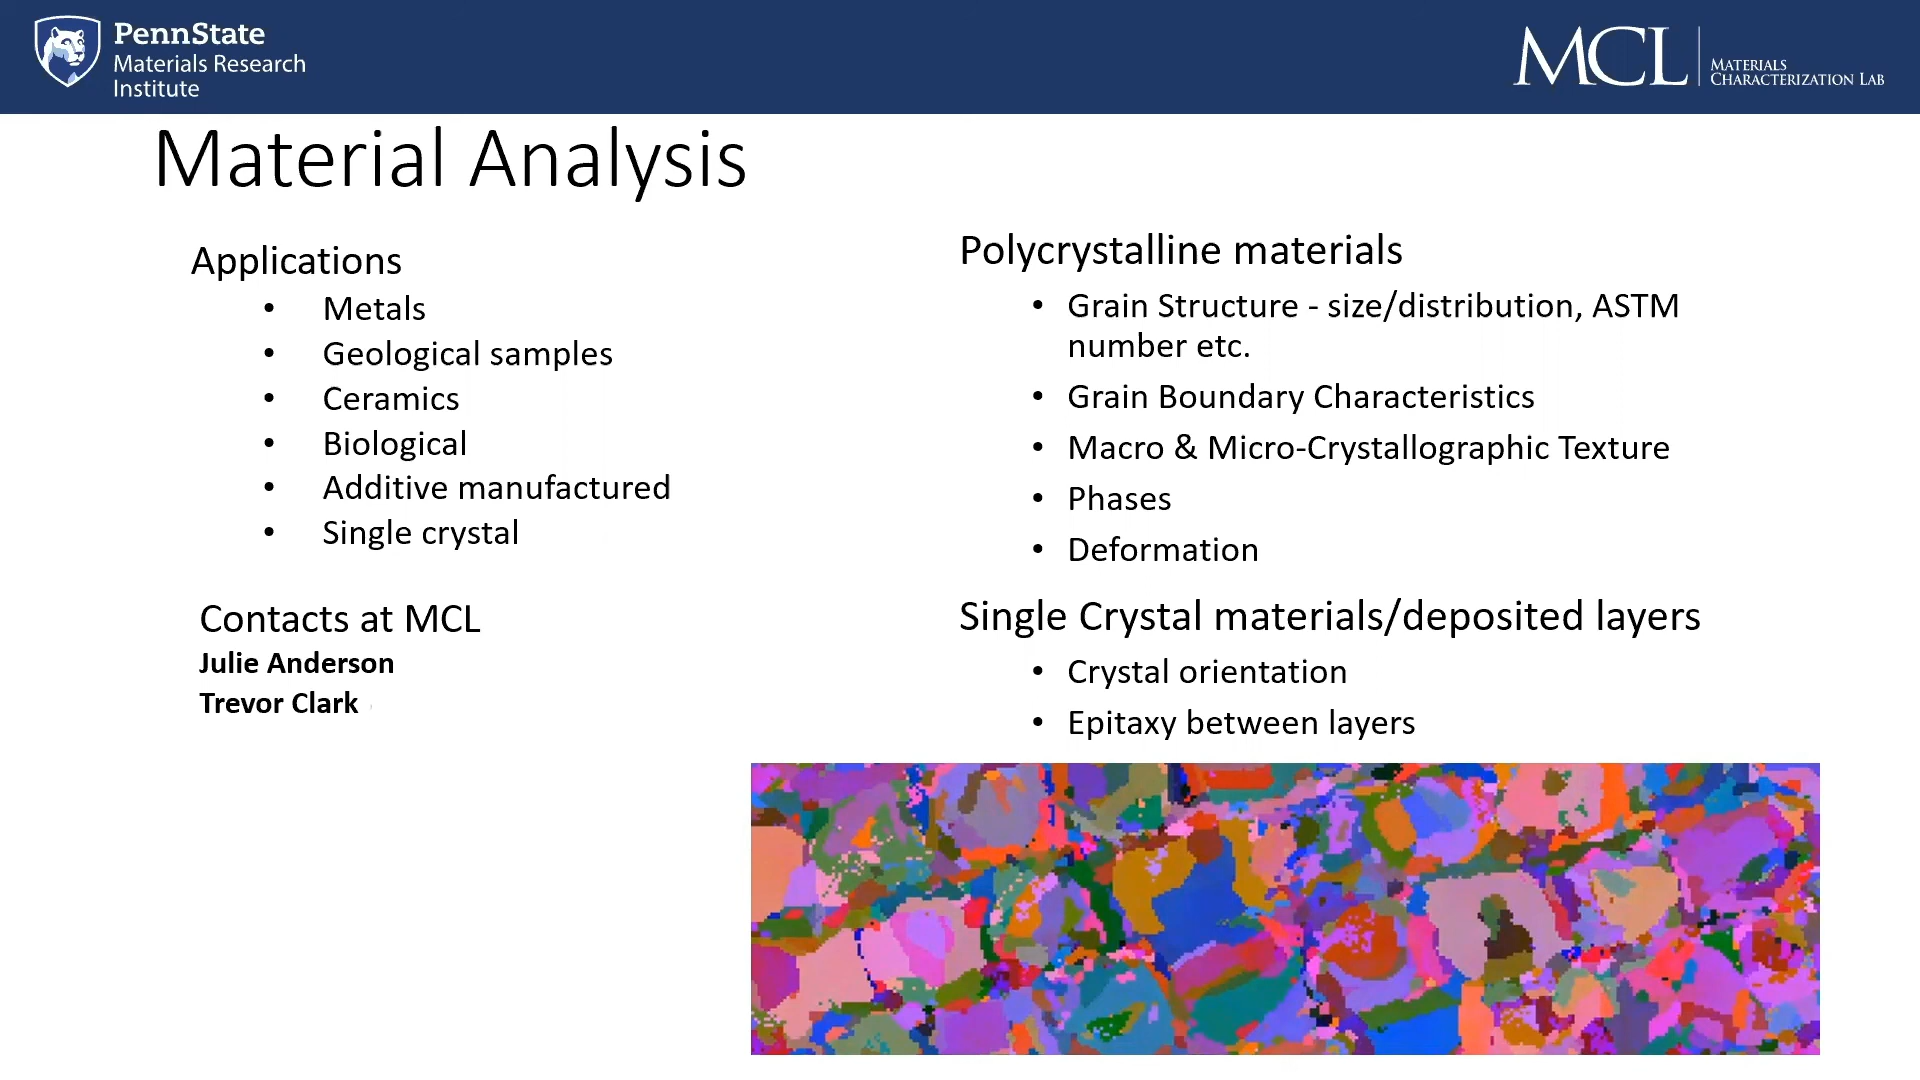 PennState
Materials Research
Institute
MCL
MATERIALS
CHARACTERIZATION LAB
Material Analysis
Applications
• Metals
• Geological samples
• Ceramics
• Biological
• Additive manufactured
• Single crystal
Contacts at MCL
Julie Anderson
Trevor Clark
Polycrystalline materials
• Grain Structure - size/distribution, ASTM
number etc.
• Grain Boundary Characteristics
• Macro & Micro-Crystallographic Texture
• Phases
• Deformation
Single Crystal materials/deposited layers
• Crystal orientation
• Epitaxy between layers